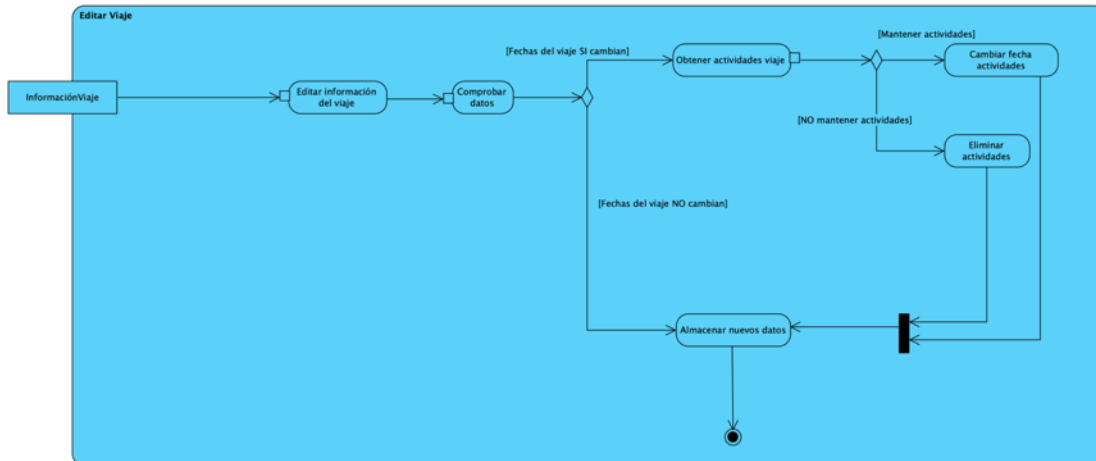 Editar Viaje
[Mantener actividades]
[Fechas del viaje SI cambian]
Obtener actividades viaje
Cambiar fecha
actividades
InformaciónViaje
Editar información
del viaje
Comprobar
datos
[NO mantener actividades]
Eliminar
actividades
[Fechas del viaje NO cambian]
Almacenar nuevos datos